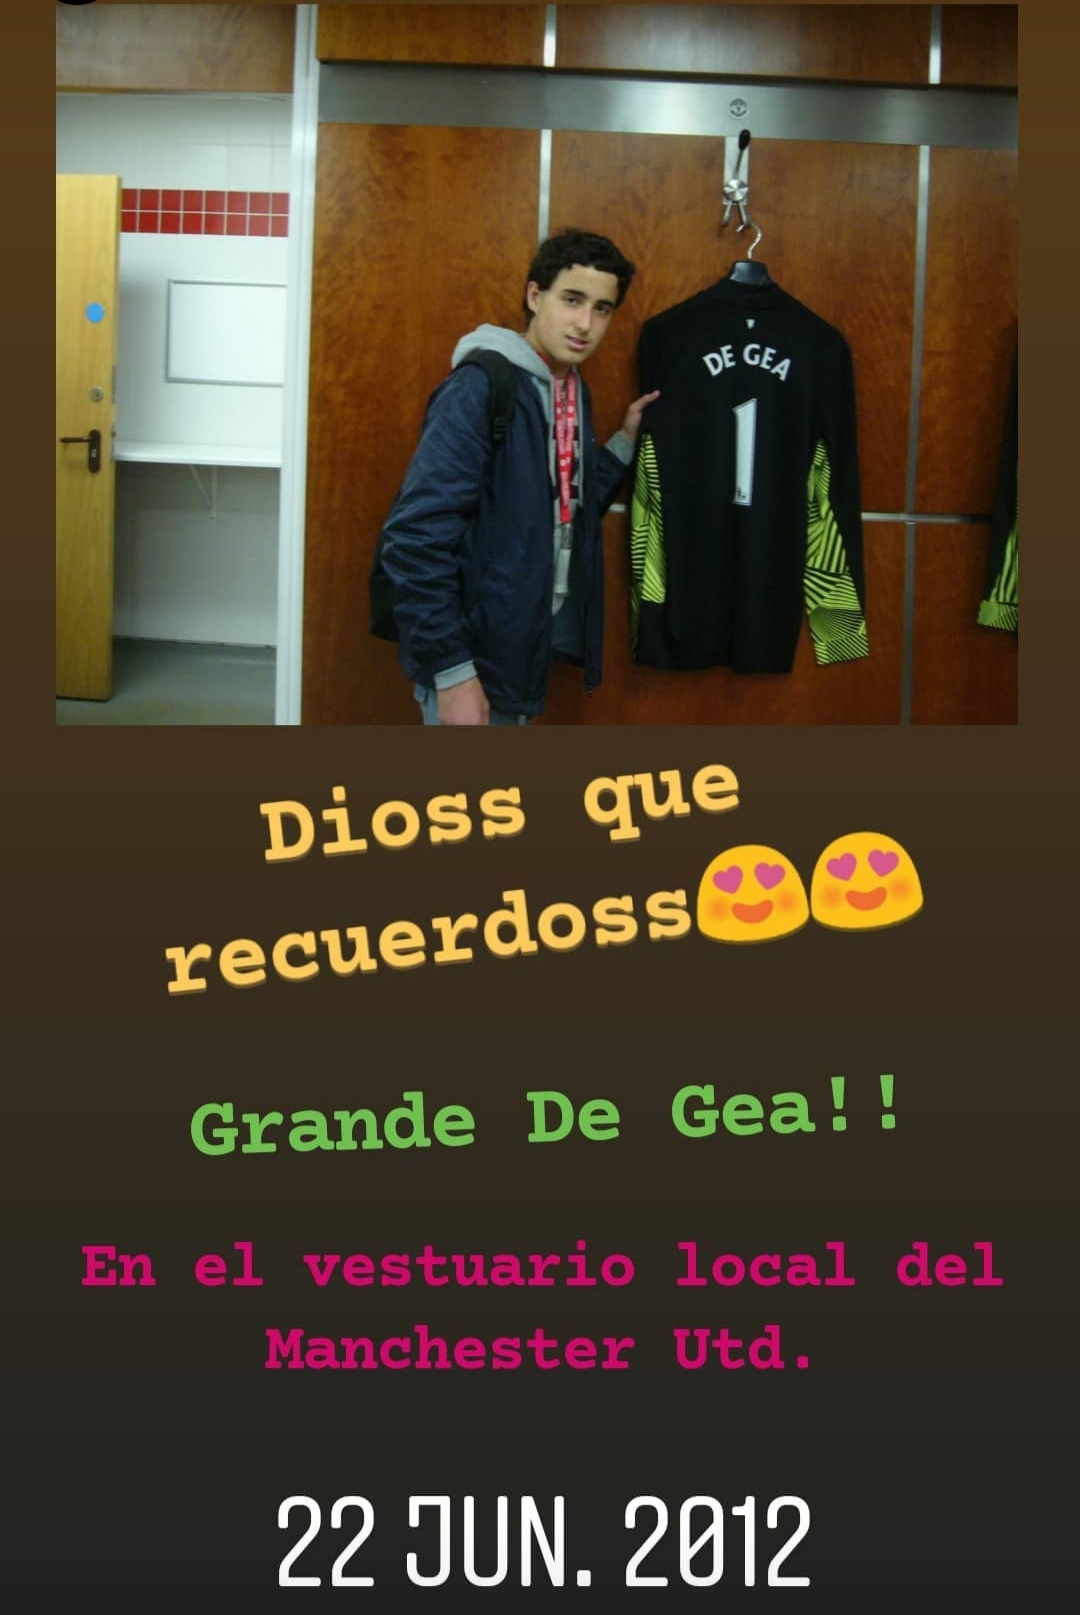 DE GEA
1
Dioss que
recuerdoss😍😍
Grande De Gea!!
En el vestuario local del
Manchester Utd.
22 JUN. 2012